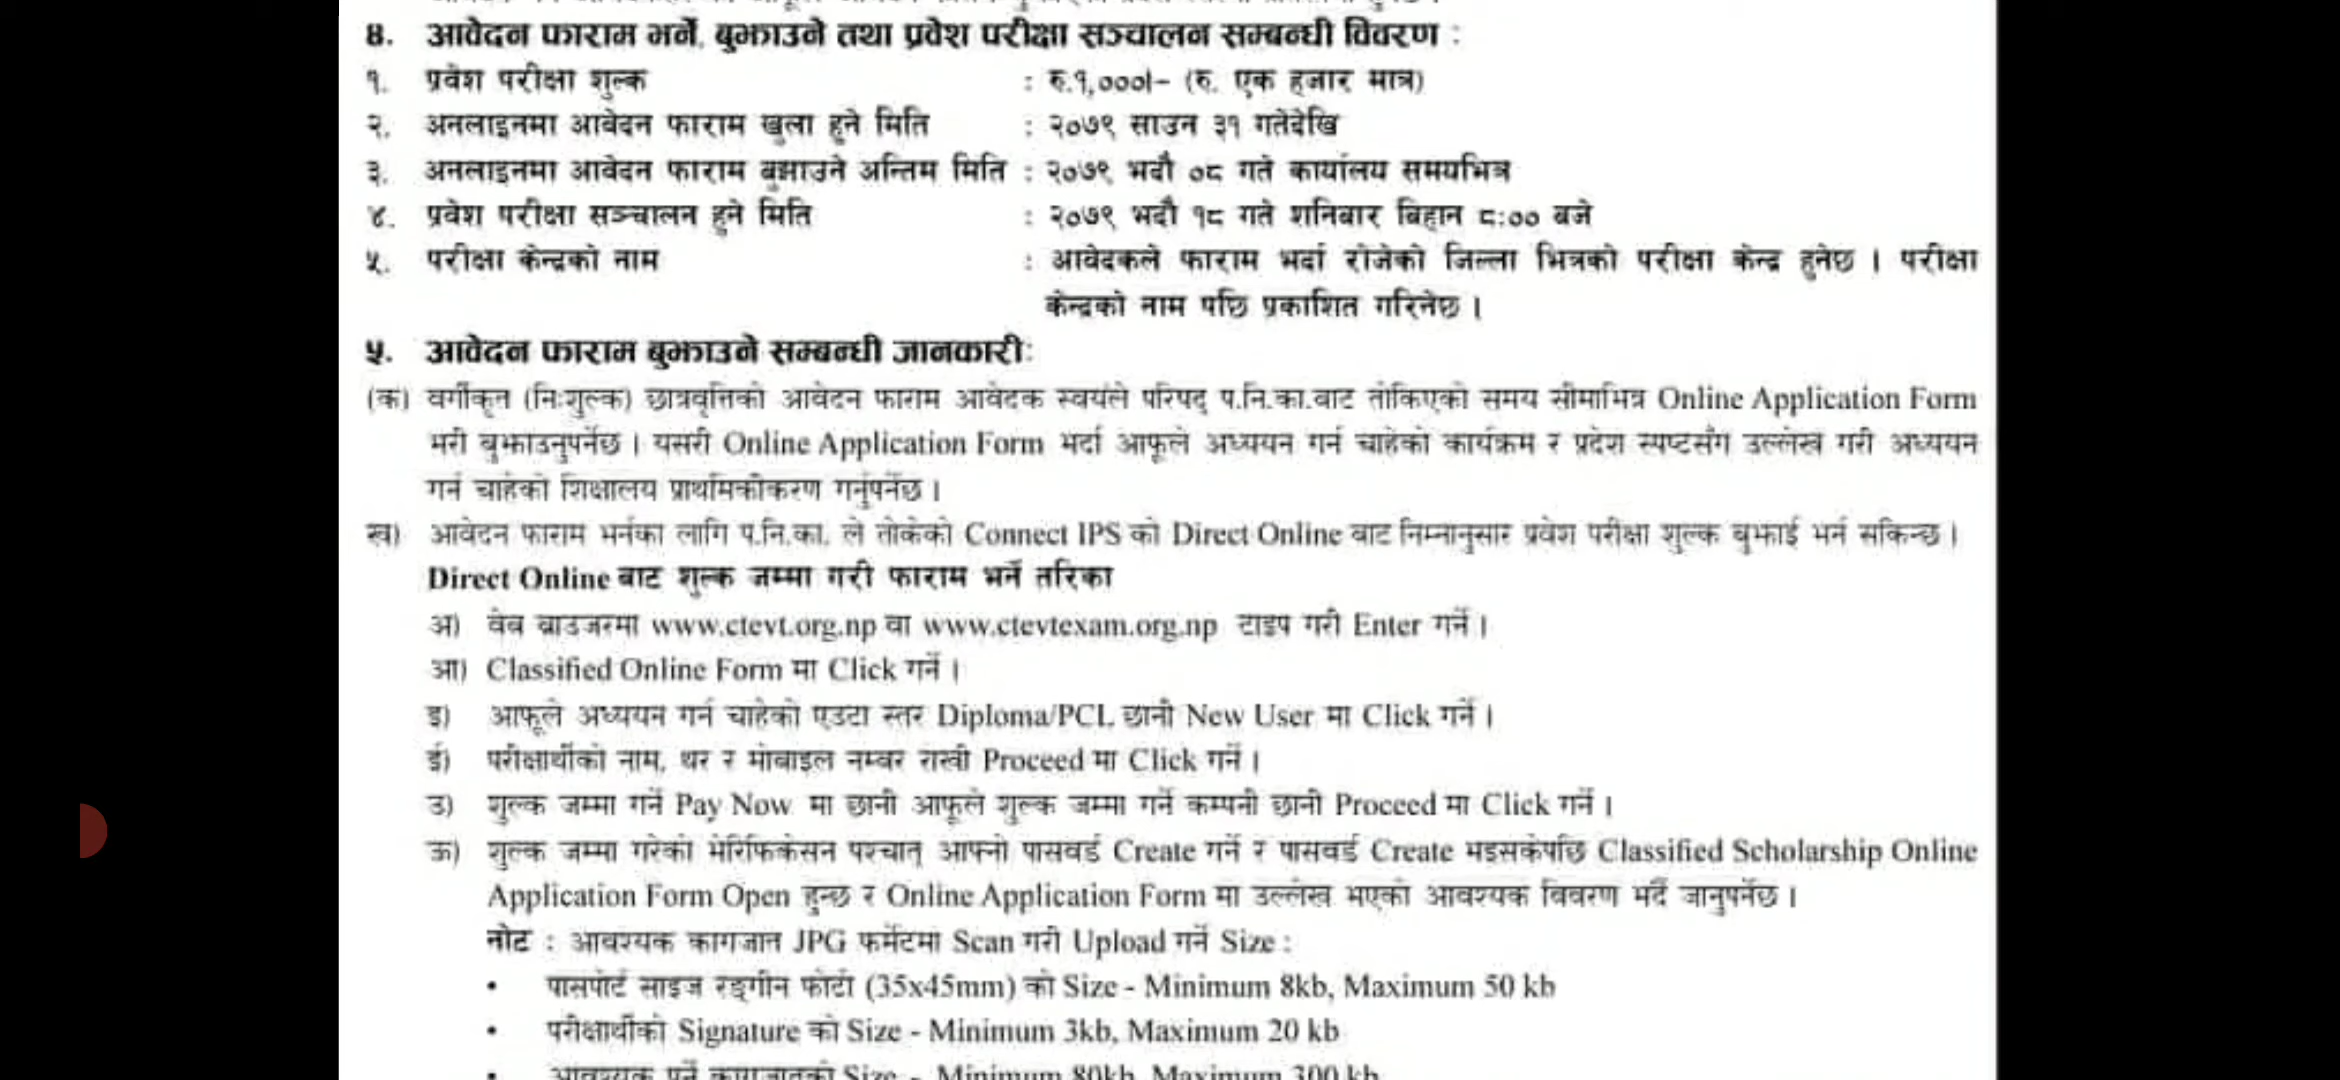 ४. आवेदन फाराम भर्ने, बुझाउने तथा प्रवेश परीक्षा सञ्चालन सम्बन्धी विवरण :
१. प्रवेश परीक्षा शुल्क : रु.१,०००।– (रु. एक हजार मात्र)
२. अनलाइनमा आवेदन फाराम खुला हुने मिति : २०७९ साउन ३१ गतेदेखि
३. अनलाइनमा आवेदन फाराम बुझाउने अन्तिम मिति : २०७९ भदौ ०८ गते कार्यालय समयभित्र
४. प्रवेश परीक्षा सञ्चालन हुने मिति : २०७९ भदौ १८ गते शनिबार बिहान ८:०० बजे
५. परीक्षा केन्द्रको नाम : आवेदकले फाराम भर्दा रोजेको जिल्ला भित्रको परीक्षा केन्द्र हुनेछ । परीक्षा
केन्द्रको नाम पछि प्रकाशित गरिनेछ ।
५. आवेदन फाराम बुझाउने सम्बन्धी जानकारी:
(क) वर्गीकृत (नि:शुल्क) छात्रवृत्तिको आवेदन फाराम आवेदक स्वयंले परिषद् प.नि.का.बाट तोकिएको समय सीमाभित्र Online Application Form
भरी बुझाउनुपर्नेछ । यसरी Online Application Form भर्दा आफूले अध्ययन गर्न चाहेको कार्यक्रम र प्रदेश स्पष्टसँग उल्लेख गरी अध्ययन
गर्न चाहेको शिक्षालय प्राथमिकीकरण गर्नुपर्नेछ ।
ख) आवेदन फाराम भर्नका लागि प.नि.का. ले तोकेको Connect IPS को Direct Online बाट निम्नानुसार प्रवेश परीक्षा शुल्क बुझाई भर्न सकिन्छ ।
Direct Online बाट शुल्क जम्मा गरी फाराम भर्ने तरिका
अ) वेब ब्राउजरमा www.ctevt.org.np वा www.ctevtexam.org.np टाइप गरी Enter गर्ने ।
आ) Classified Online Form मा Click गर्ने ।
इ) आफूले अध्ययन गर्न चाहेको एउटा स्तर Diploma/PCL छानी New User मा Click गर्ने ।
ई) परीक्षार्थीको नाम, थर र मोबाइल नम्बर राखी Proceed मा Click गर्ने ।
उ) शुल्क जम्मा गर्ने Pay Now मा छानी आफूले शुल्क जम्मा गर्ने कम्पनी छानी Proceed मा Click गर्ने ।
ऊ) शुल्क जम्मा गरेको भेरिफिकेसन पश्चात् आफ्नो पासवर्ड Create गर्ने र पासवर्ड Create भइसकेपछि Classified Scholarship Online
Application Form Open हुन्छ र Online Application Form मा उल्लेख भएको आवश्यक विवरण भर्दै जानुपर्नेछ ।
नोट : आवश्यक कागजात JPG फर्मेटमा Scan गरी Upload गर्ने Size :
• पासपोर्ट साइज रङ्गीन फोटो (35x45mm) को Size - Minimum 8kb, Maximum 50 kb
• परीक्षार्थीको Signature को Size - Minimum 3kb, Maximum 20 kb
• आवश्यक पर्ने कागजातको Size - Minimum 80kb, Maximum 300 kb